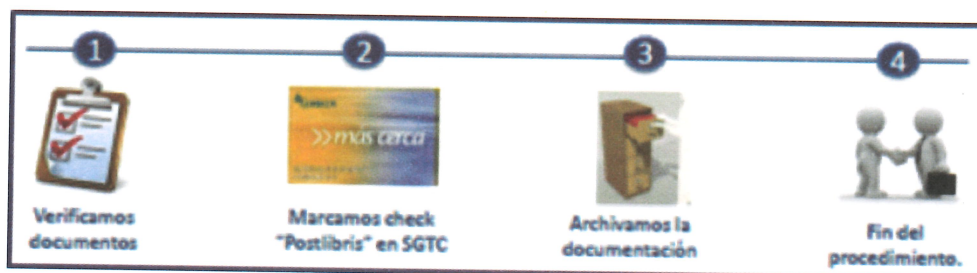 1
2
3
4
»más cerca
Verificamos
documentos
Marcamos check
"Postlibris" en SGTC
Archivamos la
documentación
Fin del
procedimiento.